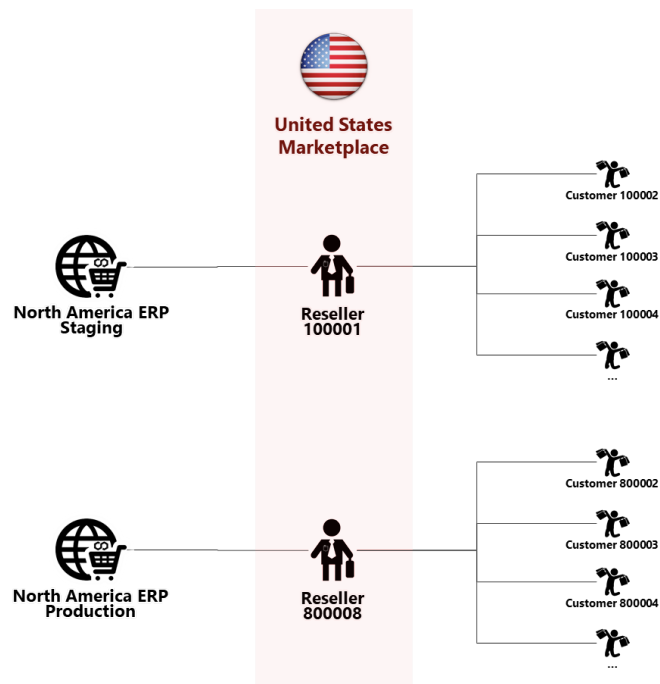 United States
Marketplace
Customer 100002
Customer 100003
North America ERP
Staging
Reseller
100001
Customer 100004
...
Customer 800002
Customer 800003
North America ERP
Production
Reseller
800008
Customer 800004
...